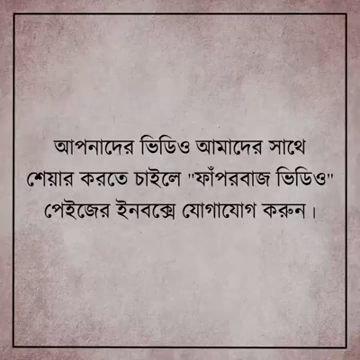 আপনাদের ভিডিও আমাদের সাথে
শেয়ার করতে চাইলে "ফাঁপরবাজ ভিডিও"
পেইজের ইনবক্সে যোগাযোগ করুন।